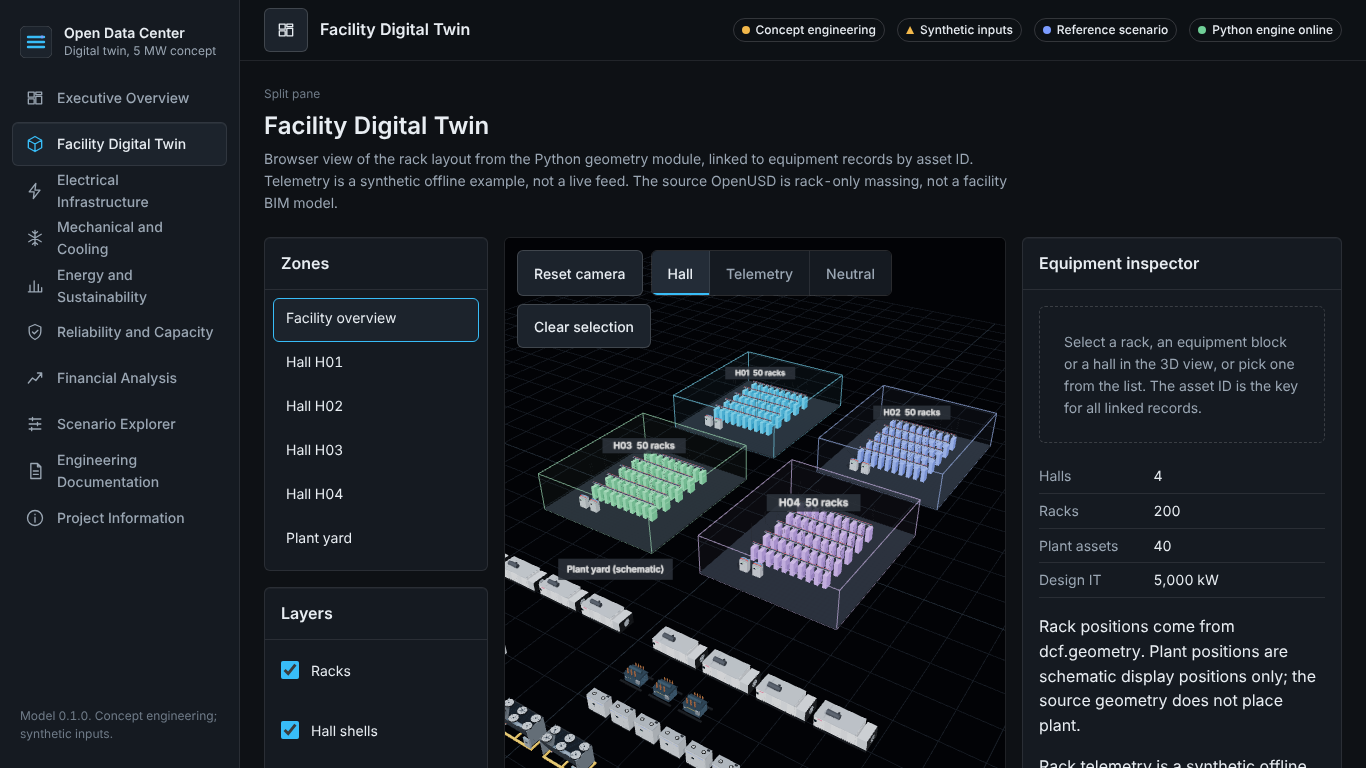 Open Data Center
Digital twin, 5 MW concept
Executive Overview
Facility Digital Twin
Electrical
Infrastructure
Mechanical and
Cooling
Energy and
Sustainability
Reliability and Capacity
Financial Analysis
Scenario Explorer
Engineering
Documentation
Project Information
Model 0.1.0. Concept engineering;
synthetic inputs.
Facility Digital Twin
Concept engineering
Synthetic inputs
Reference scenario
Python engine online
Split pane
Facility Digital Twin
Browser view of the rack layout from the Python geometry module, linked to equipment records by asset ID.
Telemetry is a synthetic offline example, not a live feed. The source OpenUSD is rack-only massing, not a facility
BIM model.
Zones
Facility overview
Hall H01
Hall H02
Hall H03
Hall H04
Plant yard
Layers
Racks
Hall shells
Reset camera
Hall
Telemetry
Neutral
Clear selection
H01 50 racks
H02 50 racks
H03 50 racks
H04 50 racks
Plant yard (schematic)
Equipment inspector
Select a rack, an equipment block
or a hall in the 3D view, or pick one
from the list. The asset ID is the key
for all linked records.
Halls 4
Racks 200
Plant assets 40
Design IT 5,000 kW
Rack positions come from
dcf.geometry. Plant positions are
schematic display positions only; the
source geometry does not place
plant.
Rack telemetry is a synthetic offline